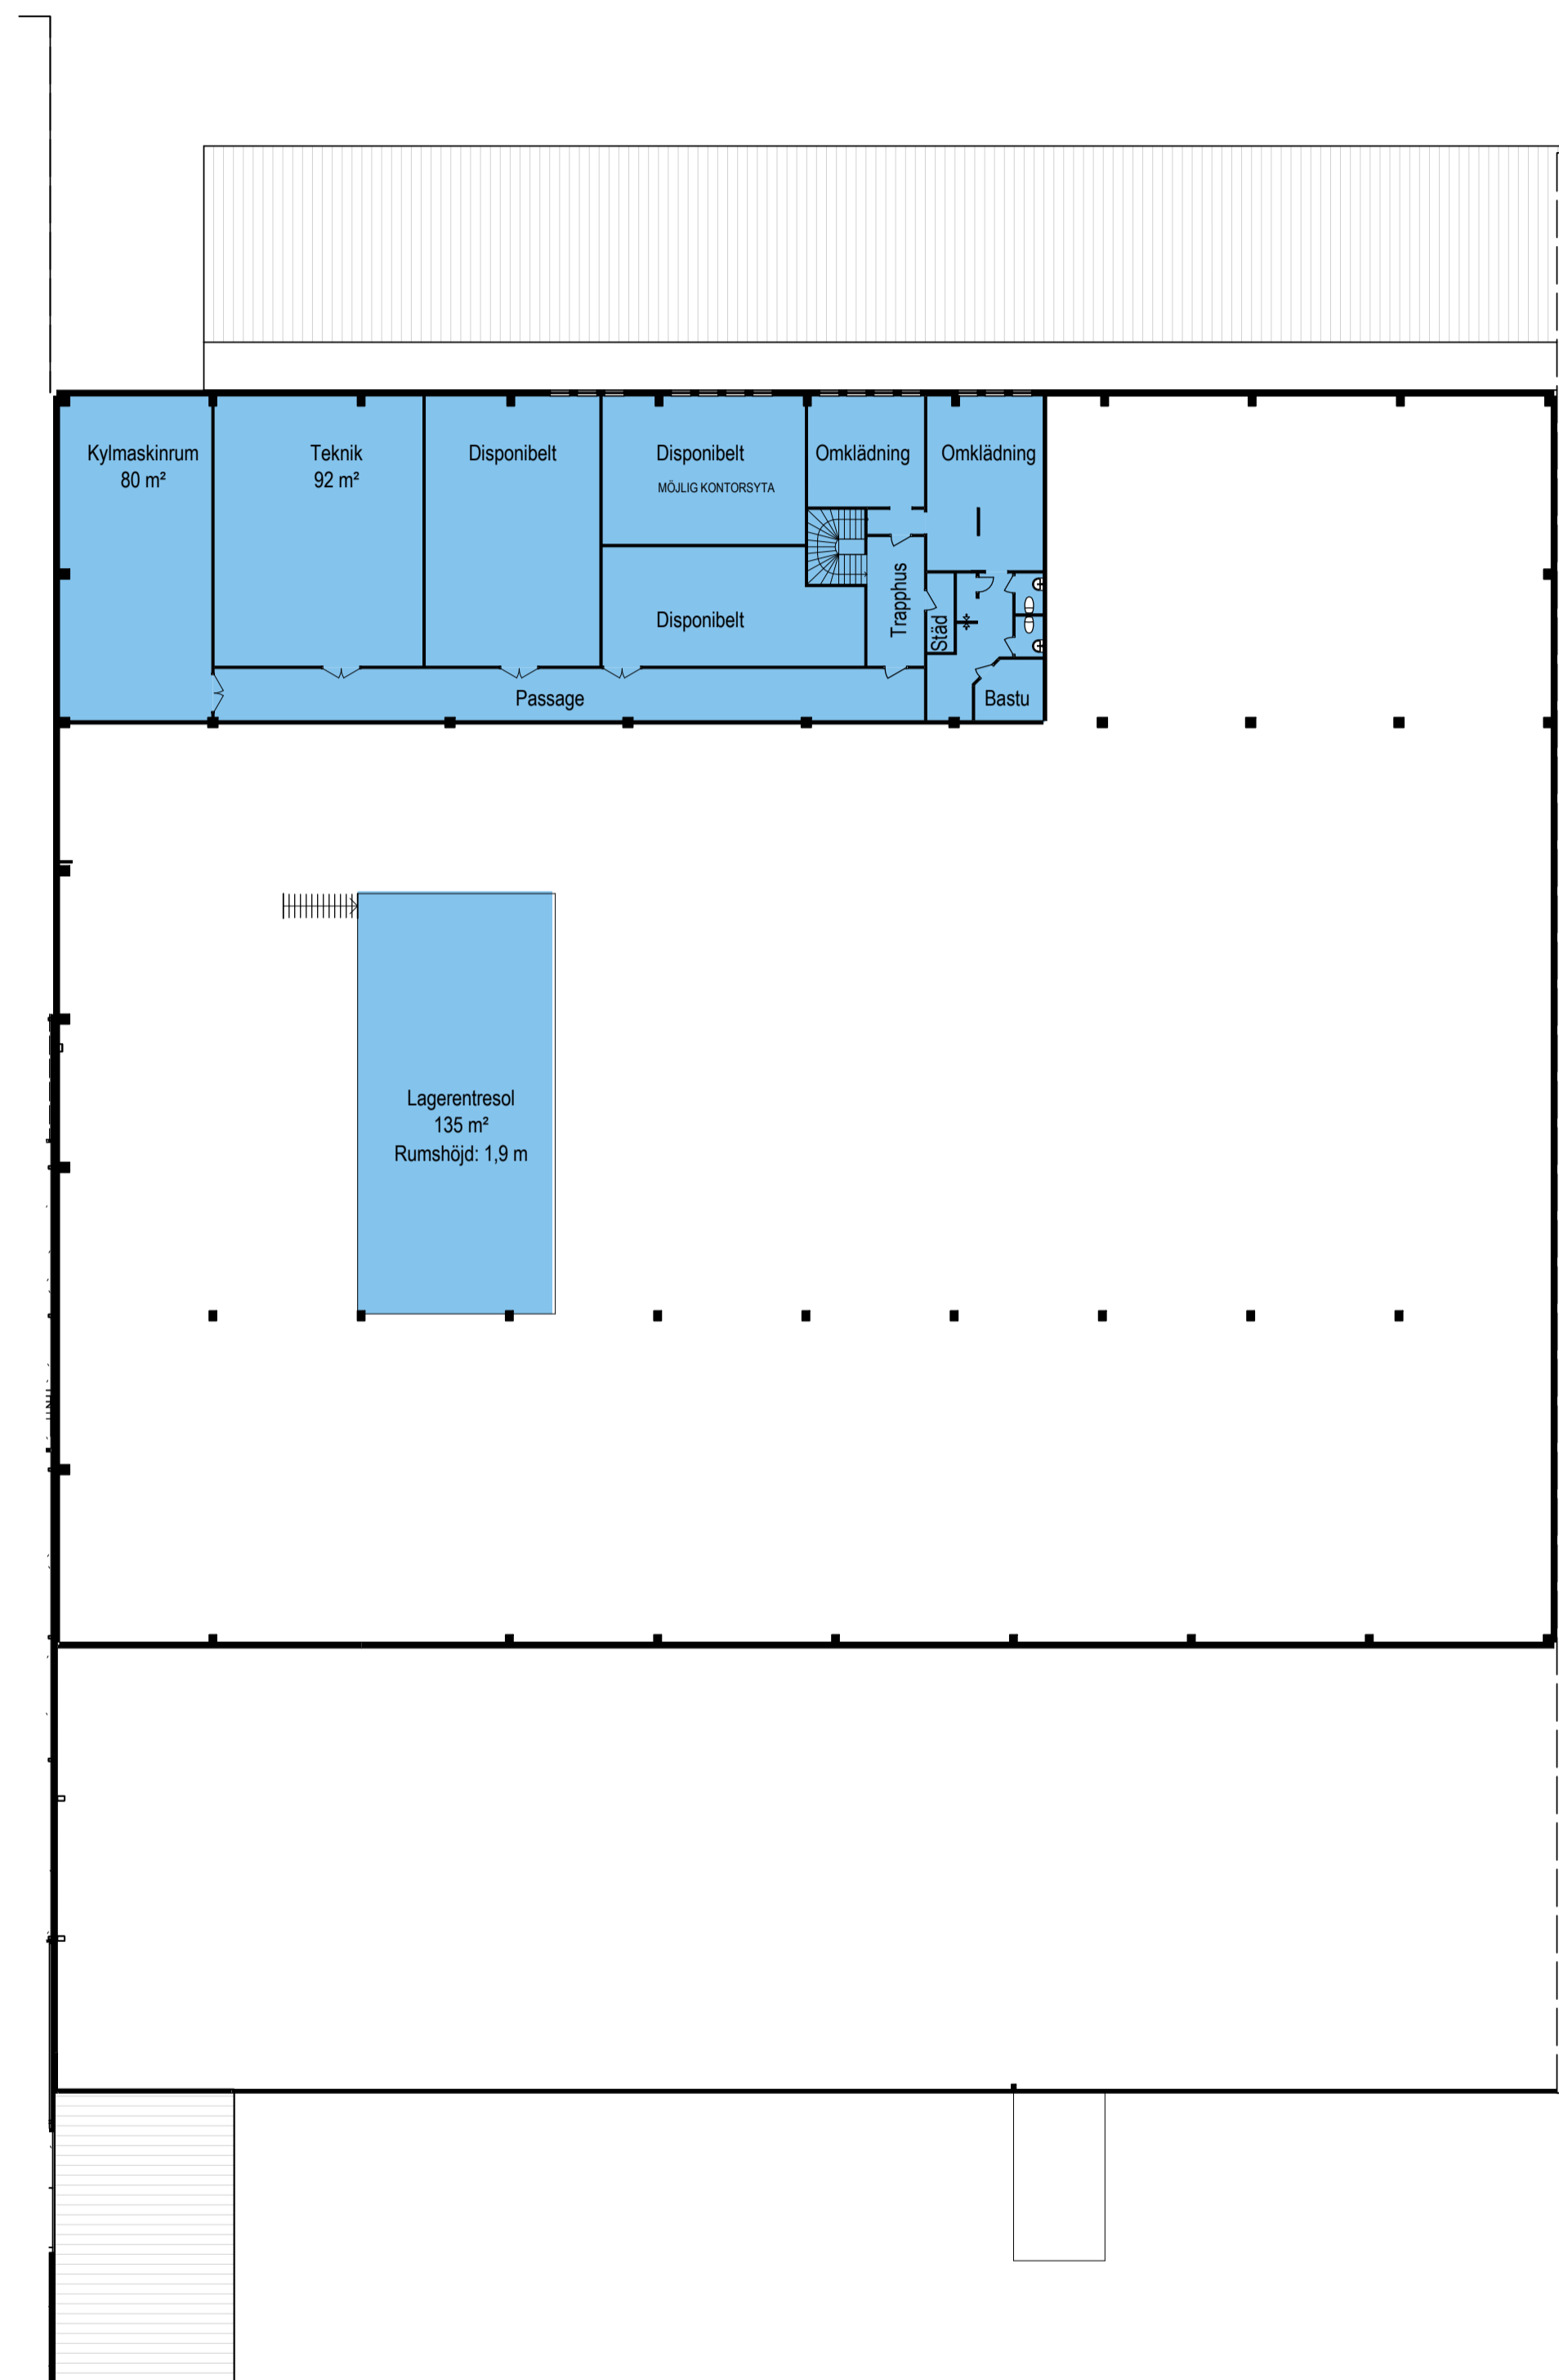 Kylmaskinrum
80 m²
Teknik
92 m²
Disponibelt
Disponibelt
MÖJLIG KONTORSYTA
Omklädning
Omklädning
Disponibelt
Trapphus
Städ
Passage
Bastu
Lagerentresol
135 m²
Rumshöjd: 1,9 m